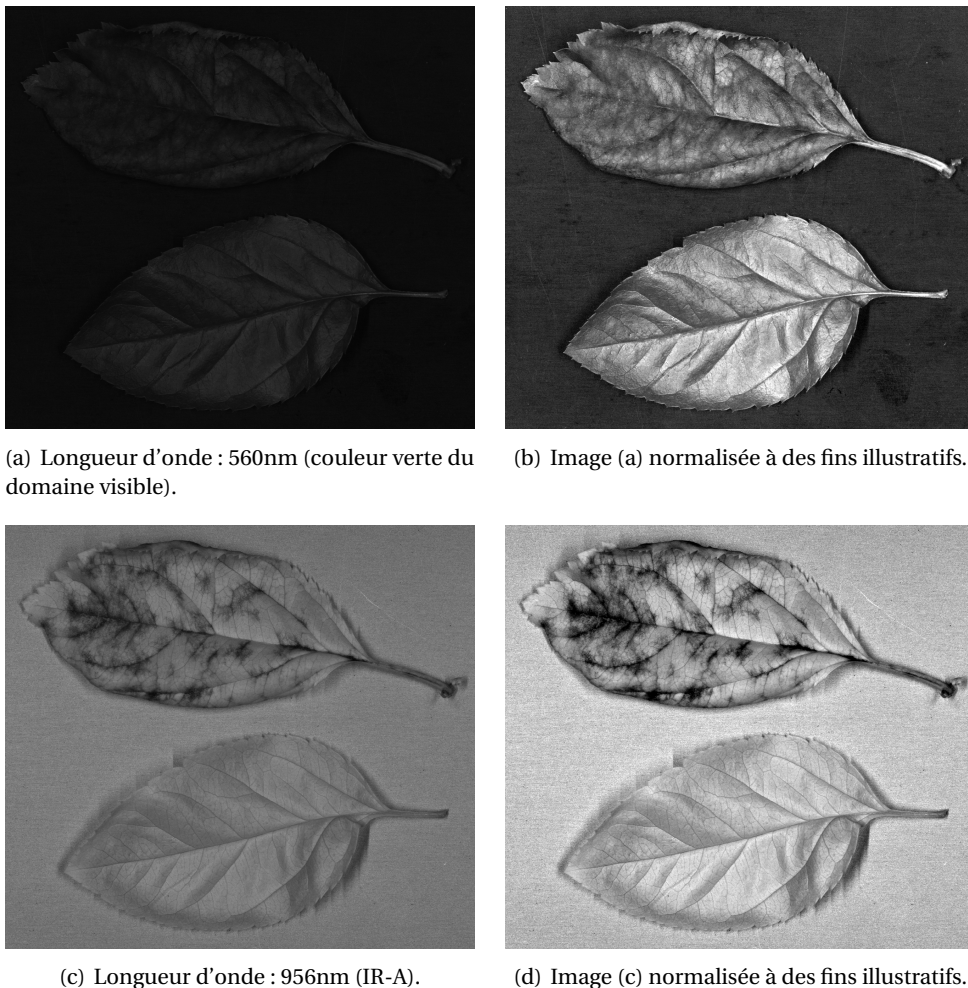 (a) Longueur d'onde : 560nm (couleur verte du
domaine visible).
(b) Image (a) normalisée à des fins illustratifs.
(c) Longueur d'onde : 956nm (IR-A).
(d) Image (c) normalisée à des fins illustratifs.